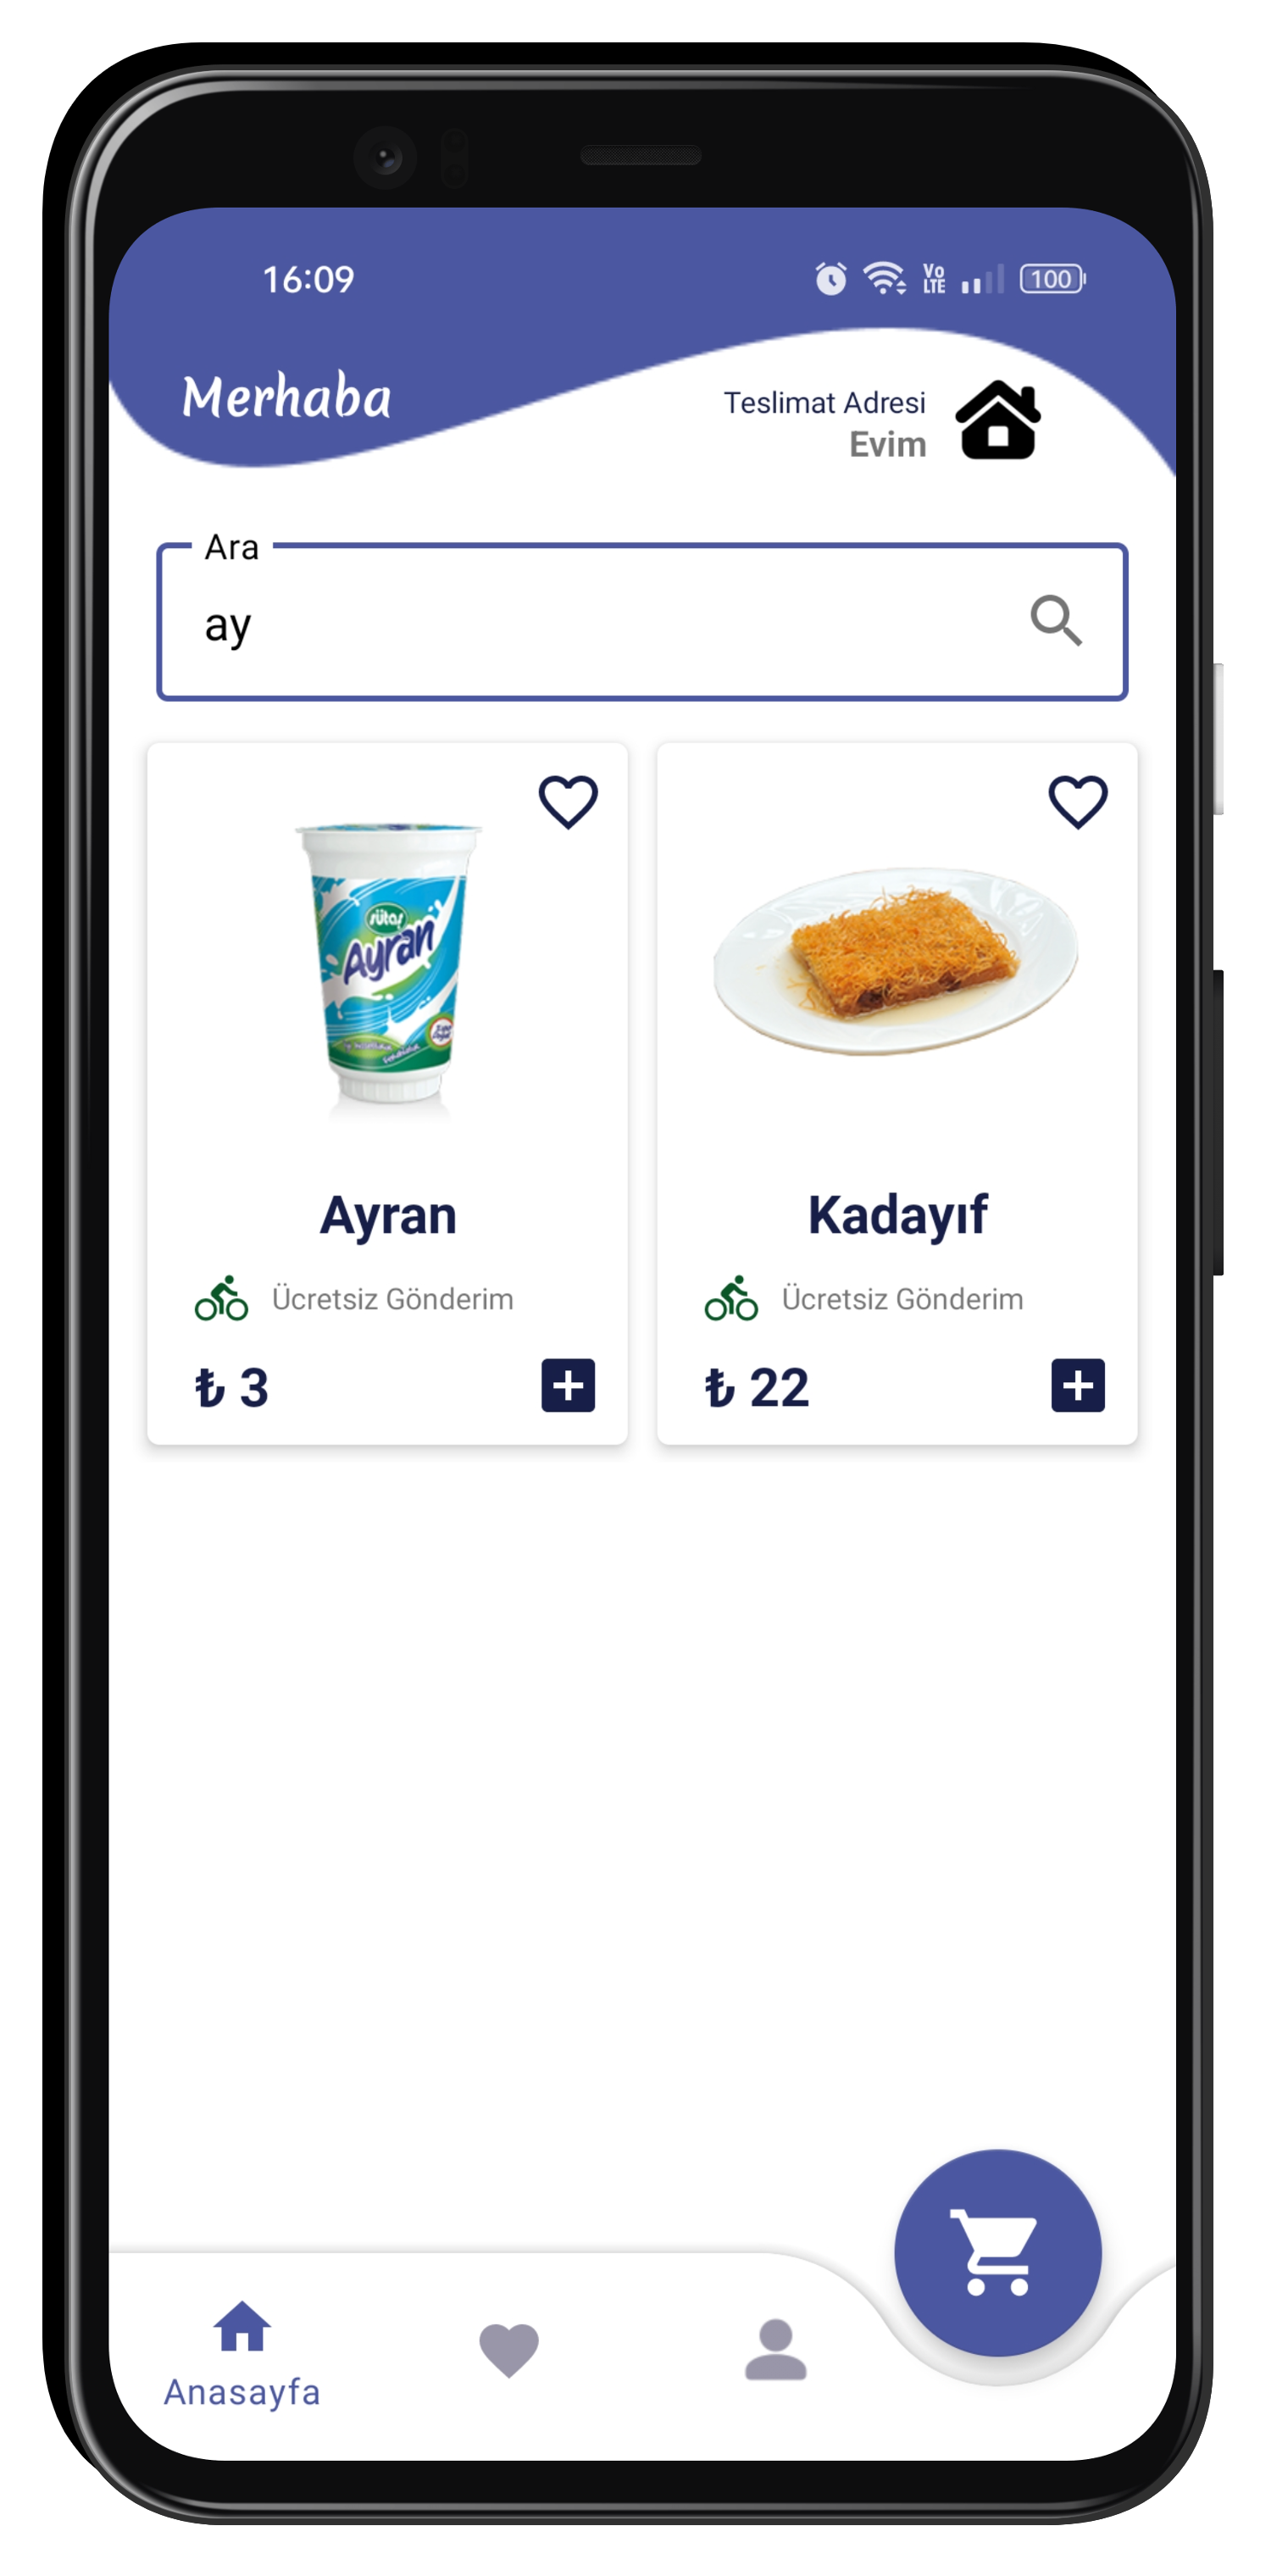 16:09
Vo
LTE
100
Merhaba
Teslimat Adresi
Evim
Ara
ay
sütaş
Ayran
Ayran
Kadayıf
Ücretsiz Gönderim
Ücretsiz Gönderim
₺ 3
₺ 22
Anasayfa